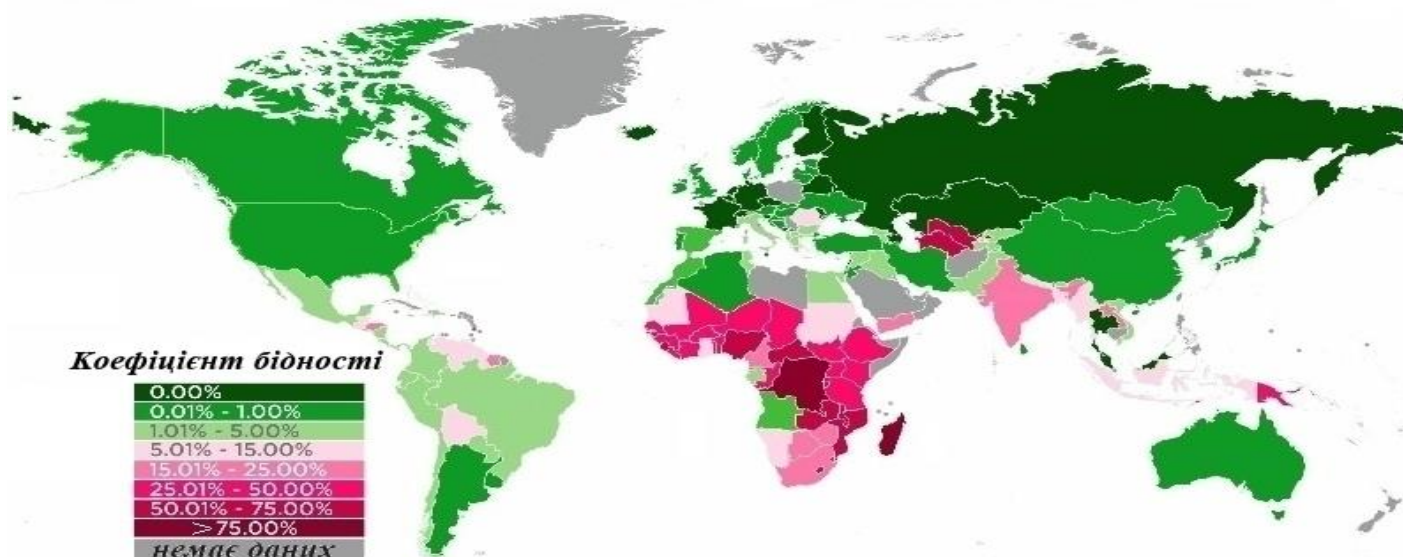 Коефіцієнт бідності
0.00%
0.01% - 1.00%
1.01% - 5.00%
5.01% - 15.00%
15.01% - 25.00%
25.01% - 50.00%
50.01% - 75.00%
>75.00%
немає даних